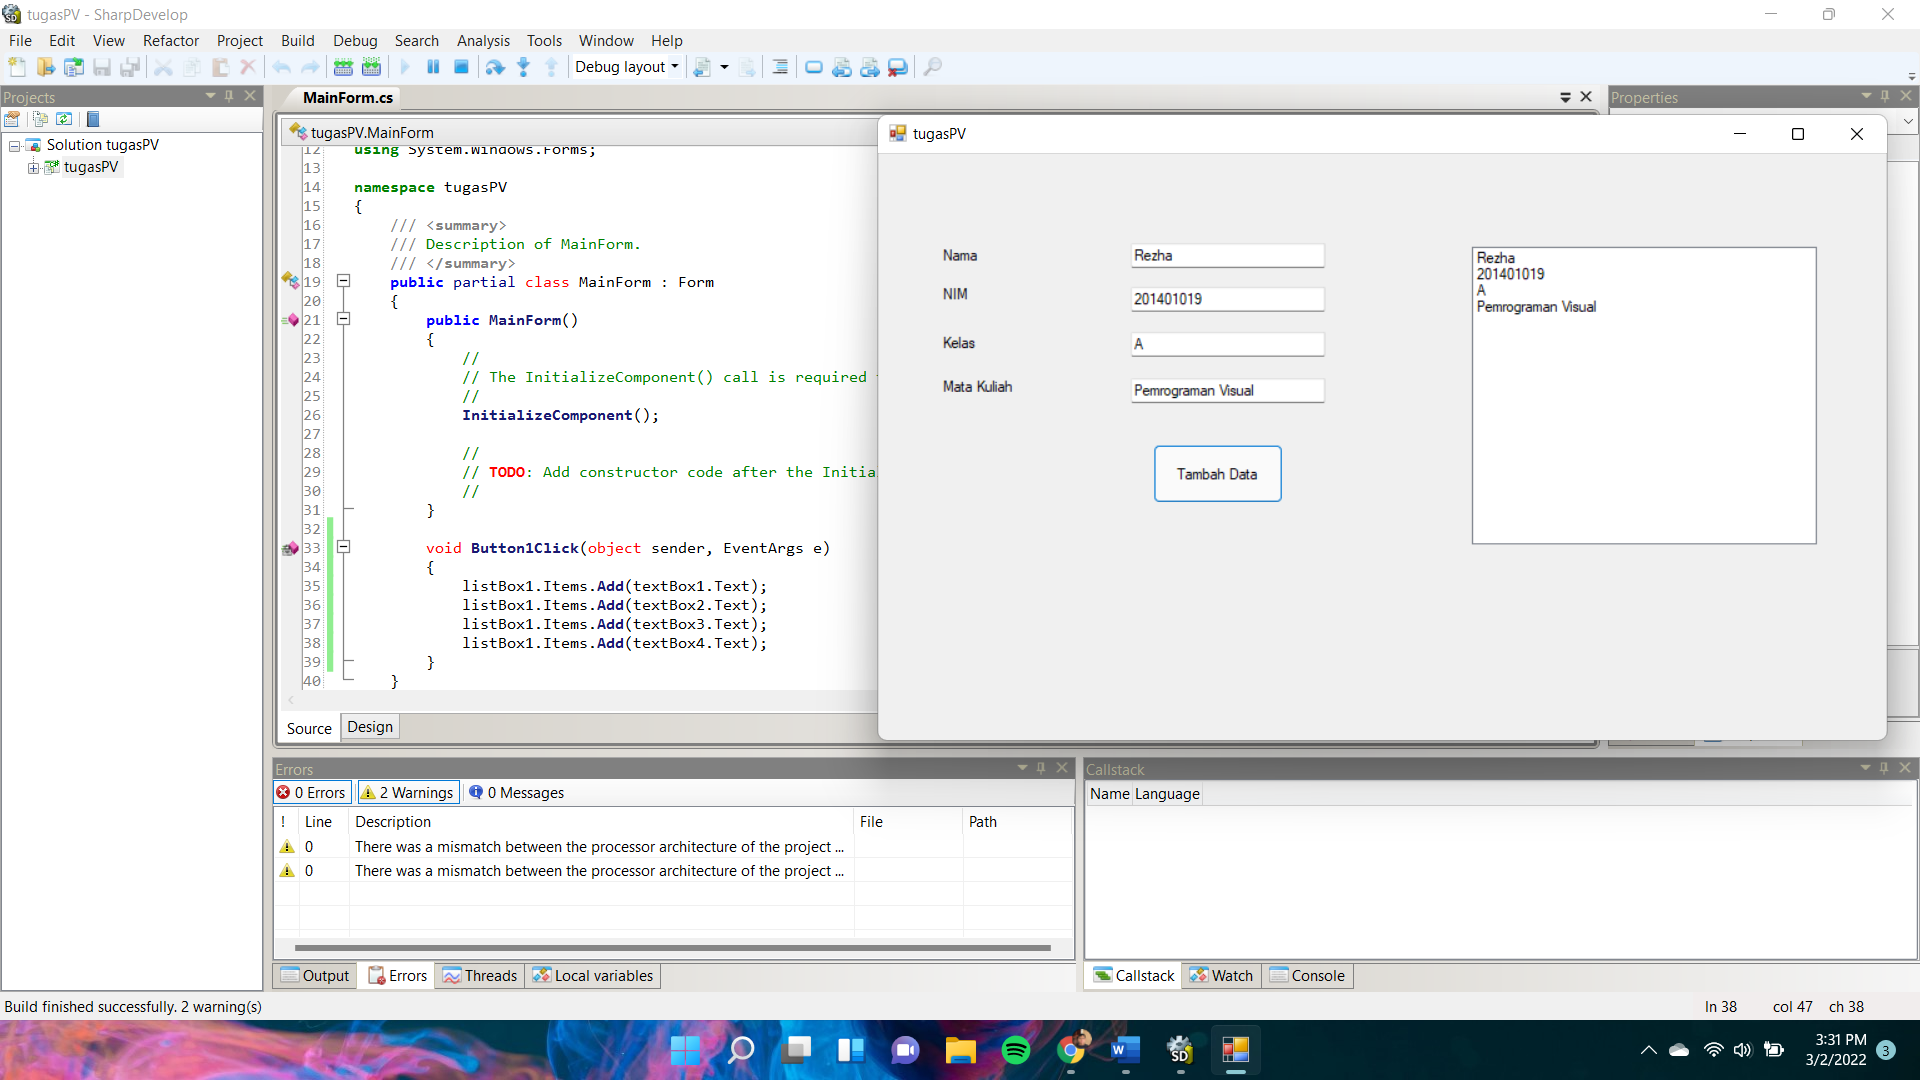 tugasPV - SharpDevelop
File Edit View Refactor Project Build Debug Search Analysis Tools Window Help
Debug layout
Projects
Solution tugasPV
tugasPV
MainForm.cs
tugasPV.MainForm
12 using System.Windows.Forms;
13
14 namespace tugasPV
15 {
16 /// <summary>
17 /// Description of MainForm.
18 /// </summary>
19 public partial class MainForm : Form
20 {
21 public MainForm()
22 {
23 //
24 // The InitializeComponent() call is required
25 //
26 InitializeComponent();
27
28 //
29 // TODO: Add constructor code after the Initia
30 //
31 }
32
33 void Button1Click(object sender, EventArgs e)
34 {
35 listBox1.Items.Add(textBox1.Text);
36 listBox1.Items.Add(textBox2.Text);
37 listBox1.Items.Add(textBox3.Text);
38 listBox1.Items.Add(textBox4.Text);
39 }
40 }
Source Design
Properties
tugasPV
Nama Rezha
NIM 201401019
Kelas A
Mata Kuliah Pemrograman Visual
Tambah Data
Rezha
201401019
A
Pemrograman Visual
Errors
0 Errors 2 Warnings 0 Messages
! Line Description File Path
0 There was a mismatch between the processor architecture of the project ...
0 There was a mismatch between the processor architecture of the project ...
Output Errors Threads Local variables
Callstack
Name Language
Callstack Watch Console
Build finished successfully. 2 warning(s)
ln 38 col 47 ch 38
SD
3:31 PM
3/2/2022
3